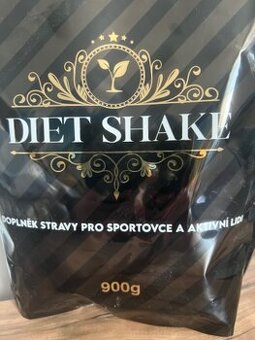 DIET SHAKE
DOPLNĚK STRAVY PRO SPORTOVCE A AKTIVNÍ LIDI
900g